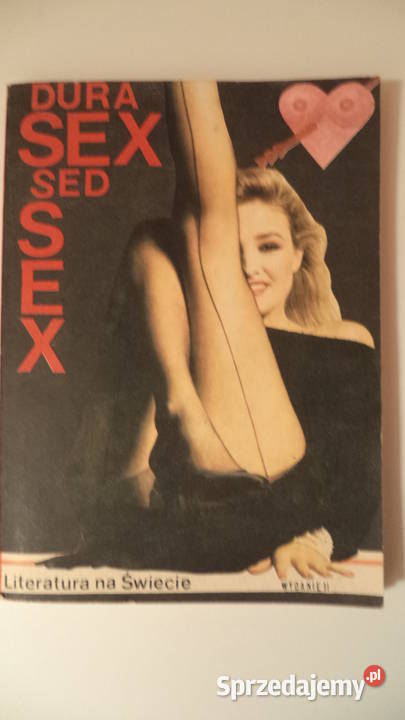 DURA
SEX
SED
SEX
Literatura na Świecie
WYDANIE II
Sprzedajemy.pl